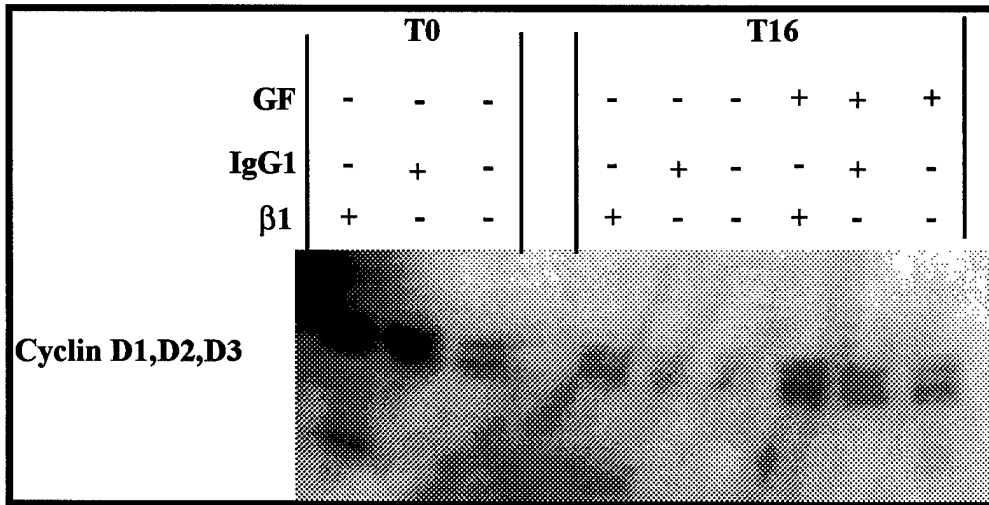 T0 T16
GF - - - - - - + + +
IgG1 - + - - + - - + -
β1 + - - + - - + - -
Cyclin D1,D2,D3